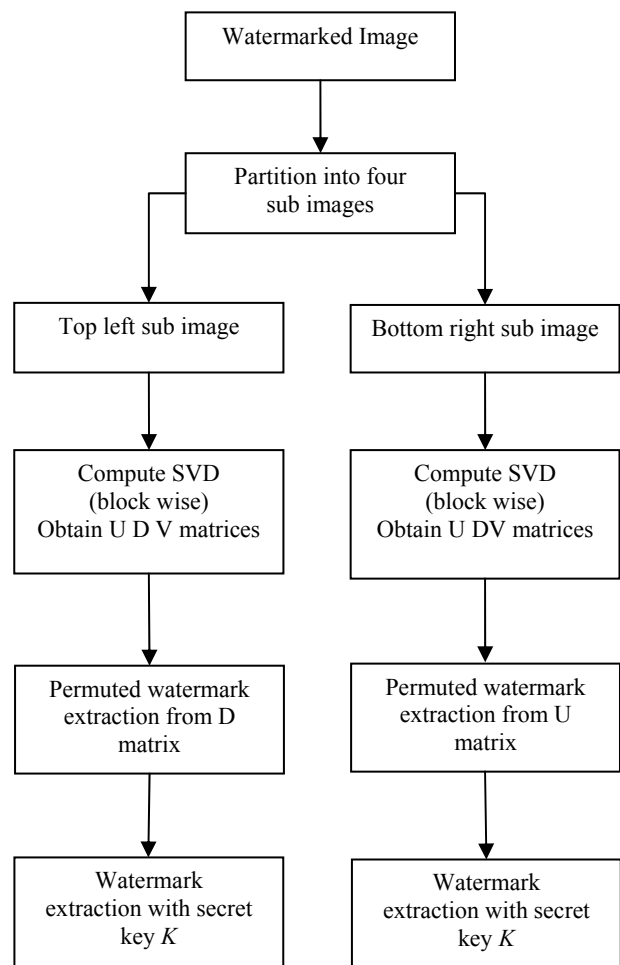 Watermarked Image
Partition into four
sub images
Top left sub image
Bottom right sub image
Compute SVD
(block wise)
Obtain U D V matrices
Compute SVD
(block wise)
Obtain U DV matrices
Permuted watermark
extraction from D
matrix
Permuted watermark
extraction from U
matrix
Watermark
extraction with secret
key K
Watermark
extraction with secret
key K